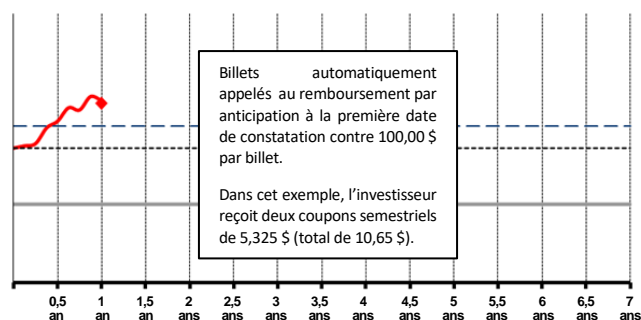 Billets automatiquement
appelés au remboursement par
anticipation à la première date
de constatation contre 100,00 $
par billet.
Dans cet exemple, l’investisseur
reçoit deux coupons semestriels
de 5,325 $ (total de 10,65 $).
0,5 1 1,5 2 2,5 3 3,5 4 4,5 5 5,5 6 6,5 7
an an an ans ans ans ans ans ans ans ans ans ans ans